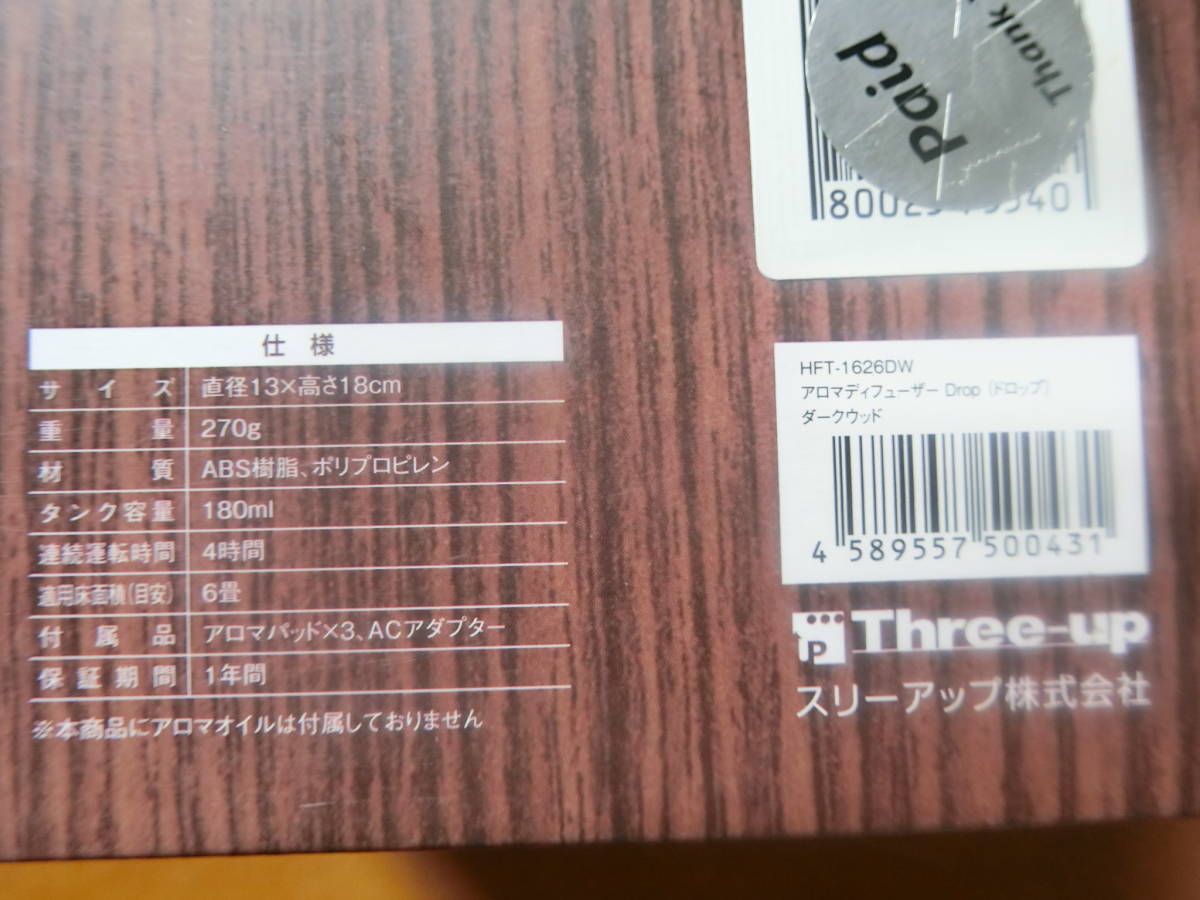 Paid
Thank
仕様
サイズ 直径13×高さ18cm
重量 270g
材質 ABS樹脂、ポリプロピレン
タンク容量 180ml
連続運転時間 4時間
適用床面積(目安) 6畳
付属品 アロマパッド×3、ACアダプター
保証期間 1年間
※本商品にアロマオイルは付属しておりません
HFT-1626DW
アロマディフューザー Drop (ドロップ)
ダークウッド
4 589557 500431
P Three-up
スリーアップ株式会社